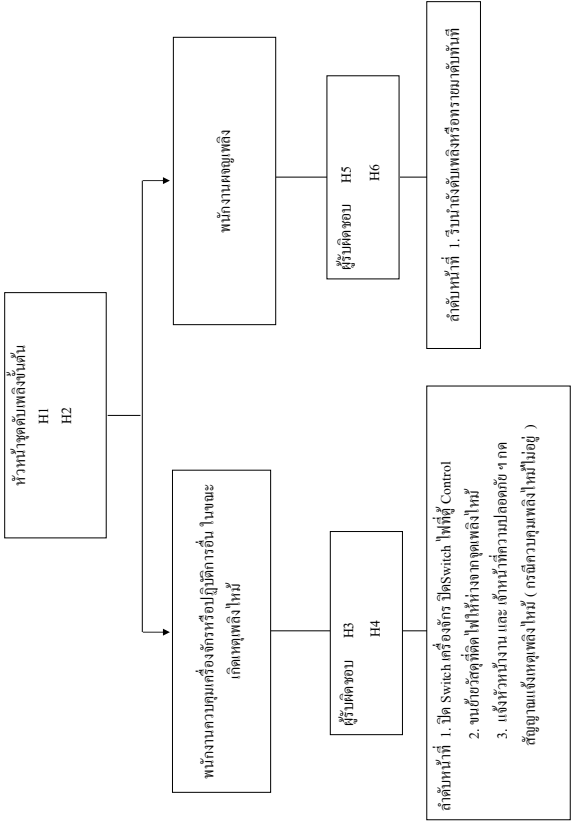 หัวหน้าชุดดับเพลิงขั้นต้น
H1
H2
พนักงานควบคุมเครื่องจักรหรือปฏิบัติการอื่น ในขณะ
เกิดเหตุเพลิงไหม้
ผู้รับผิดชอบ H3
H4
ลำดับหน้าที่ 1. ปิด Switch เครื่องจักร ปิดSwitch ไฟที่ตู้ Control
2. ขนย้ายวัสดุที่ติดไฟให้ห่างจากจุดเพลิงไหม้
3. แจ้งหัวหน้างาน และ เจ้าหน้าที่ความปลอดภัย ฯ กด
สัญญาณแจ้งเหตุเพลิงไหม้ ( กรณีควบคุมเพลิงไหม้ไม่อยู่ )
พนักงานผจญเพลิง
ผู้รับผิดชอบ H5
H6
ลำดับหน้าที่ 1. รีบนำถังดับเพลิงหรือทรายมาดับทันที